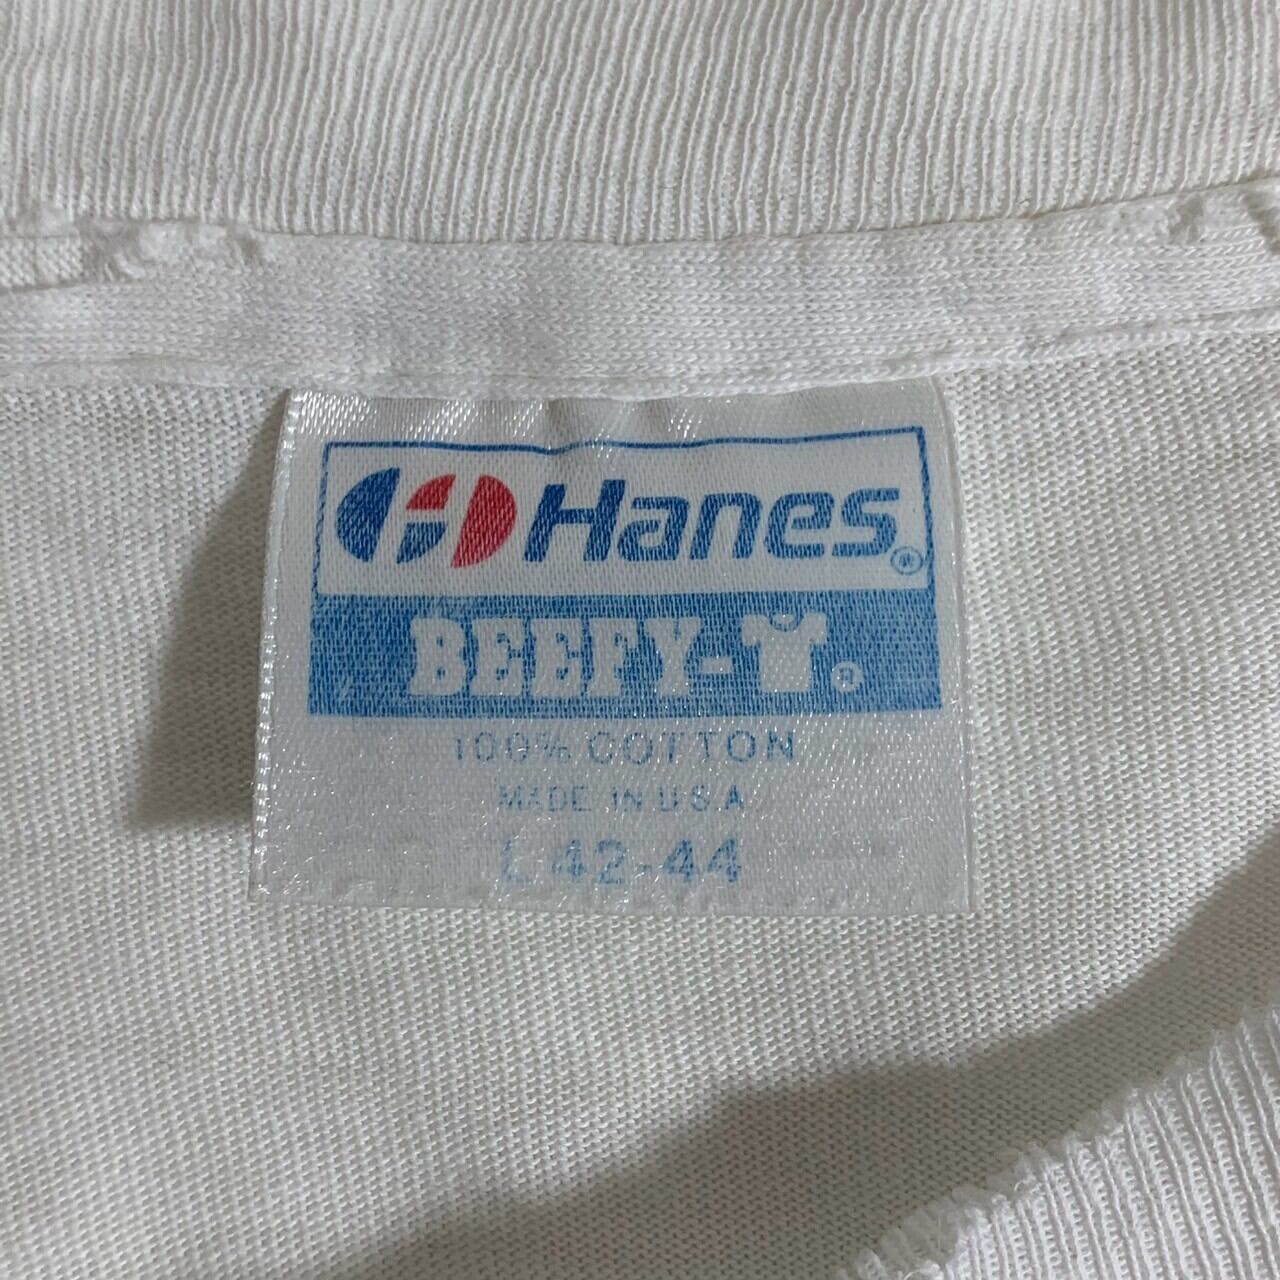 Hanes®
BEEFY-T®
100% COTTON
MADE IN U.S.A
L 42-44